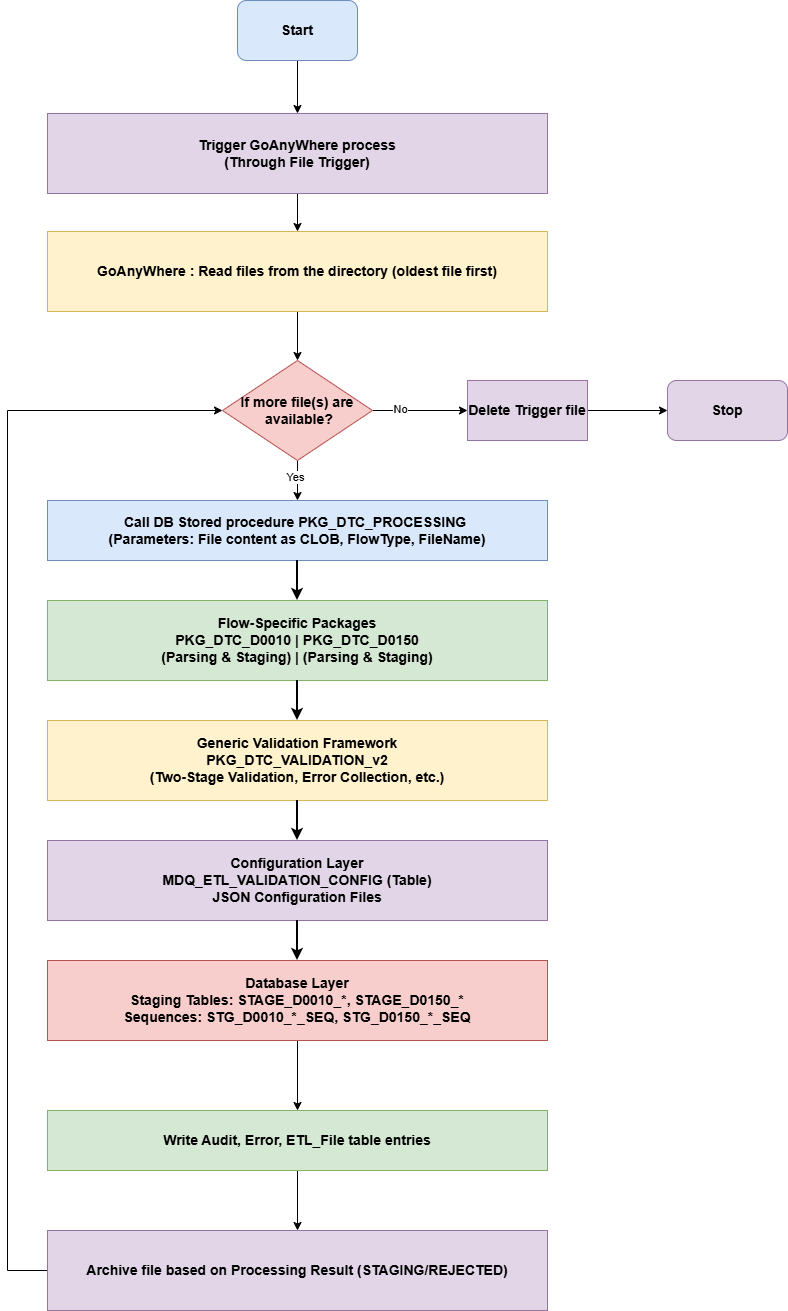 Start
Trigger GoAnyWhere process
(Through File Trigger)
GoAnyWhere : Read files from the directory (oldest file first)
If more file(s) are
available?
No
Delete Trigger file
Stop
Yes
Call DB Stored procedure PKG_DTC_PROCESSING
(Parameters: File content as CLOB, FlowType, FileName)
Flow-Specific Packages
PKG_DTC_D0010 | PKG_DTC_D0150
(Parsing & Staging) | (Parsing & Staging)
Generic Validation Framework
PKG_DTC_VALIDATION_v2
(Two-Stage Validation, Error Collection, etc.)
Configuration Layer
MDQ_ETL_VALIDATION_CONFIG (Table)
JSON Configuration Files
Database Layer
Staging Tables: STAGE_D0010_*, STAGE_D0150_*
Sequences: STG_D0010_*_SEQ, STG_D0150_*_SEQ
Write Audit, Error, ETL_File table entries
Archive file based on Processing Result (STAGING/REJECTED)